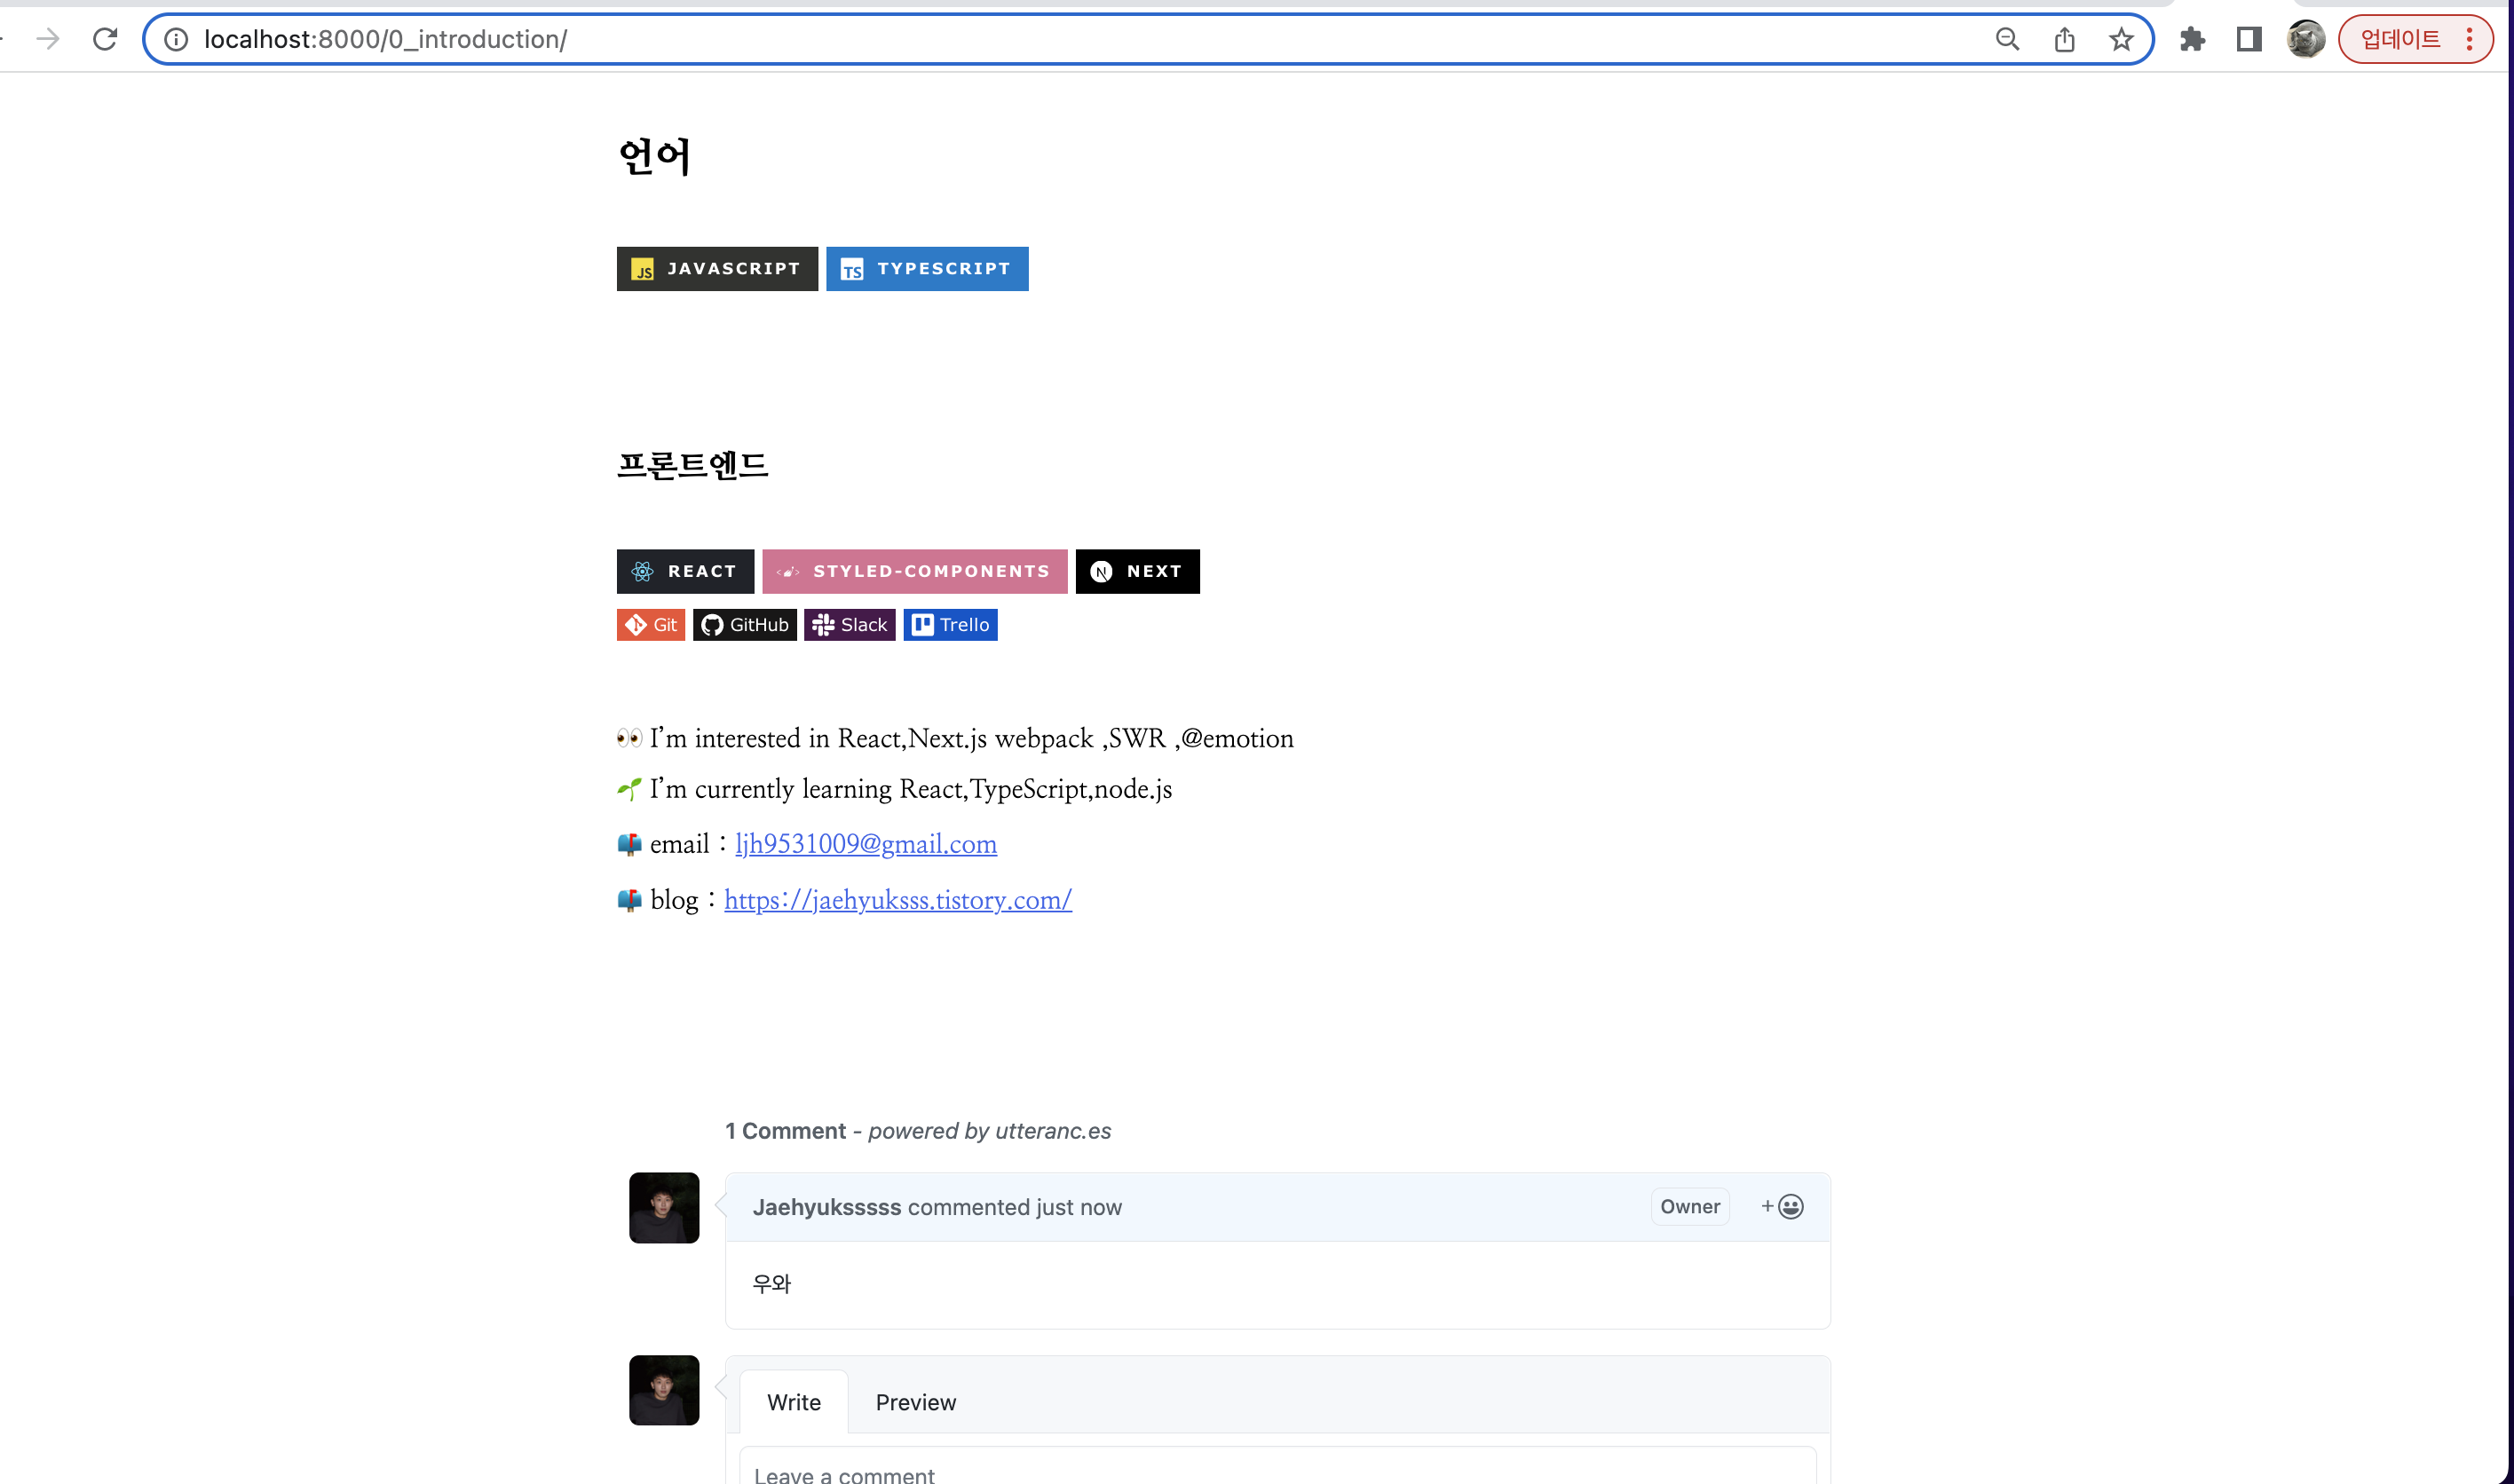 localhost:8000/0_introduction/
업데이트
언어
JS JAVASCRIPT TS TYPESCRIPT
프론트엔드
REACT STYLED-COMPONENTS N NEXT
Git GitHub Slack Trello
👀 I’m interested in React,Next.js webpack ,SWR ,@emotion
🌱 I’m currently learning React,TypeScript,node.js
📫 email : ljh9531009@gmail.com
📫 blog : https://jaehyuksss.tistory.com/
1 Comment - powered by utteranc.es
Jaehyuksssss commented just now Owner +
우와
Write Preview
Leave a comment